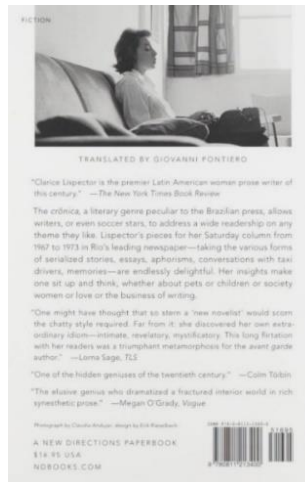 FICTION
TRANSLATED BY GIOVANNI PONTIERO
"Clarice Lispector is the premier Latin American woman prose writer of
this century." —The New York Times Book Review
The crônica, a literary genre peculiar to the Brazilian press, allows
writers, or even soccer stars, to address a wide readership on any
theme they like. Lispector's pieces for her Saturday column from
1967 to 1973 in Rio's leading newspaper—taking the various forms
of serialized stories, essays, aphorisms, conversations with taxi
drivers, memories—are endlessly delightful. Her insights make
one sit up and think, whether about pets or children or society
women or love or the business of writing.
"One might have thought that so stern a 'new novelist' would scorn
the chatty style required. Far from it: she discovered her own extra-
ordinary idiom—intimate, revelatory, mystificatory. This long flirtation
with her readers was a triumphant metamorphosis for the avant garde
author." —Lorna Sage, TLS
"One of the hidden geniuses of the twentieth century." —Colm Tóibín
"The elusive genius who dramatized a fractured interior world in rich
synesthetic prose." —Megan O'Grady, Vogue
Photograph by Claudia Andujar; design by Erik Rieselbach
A NEW DIRECTIONS PAPERBOOK
$16.95 USA
NDBOOKS.COM